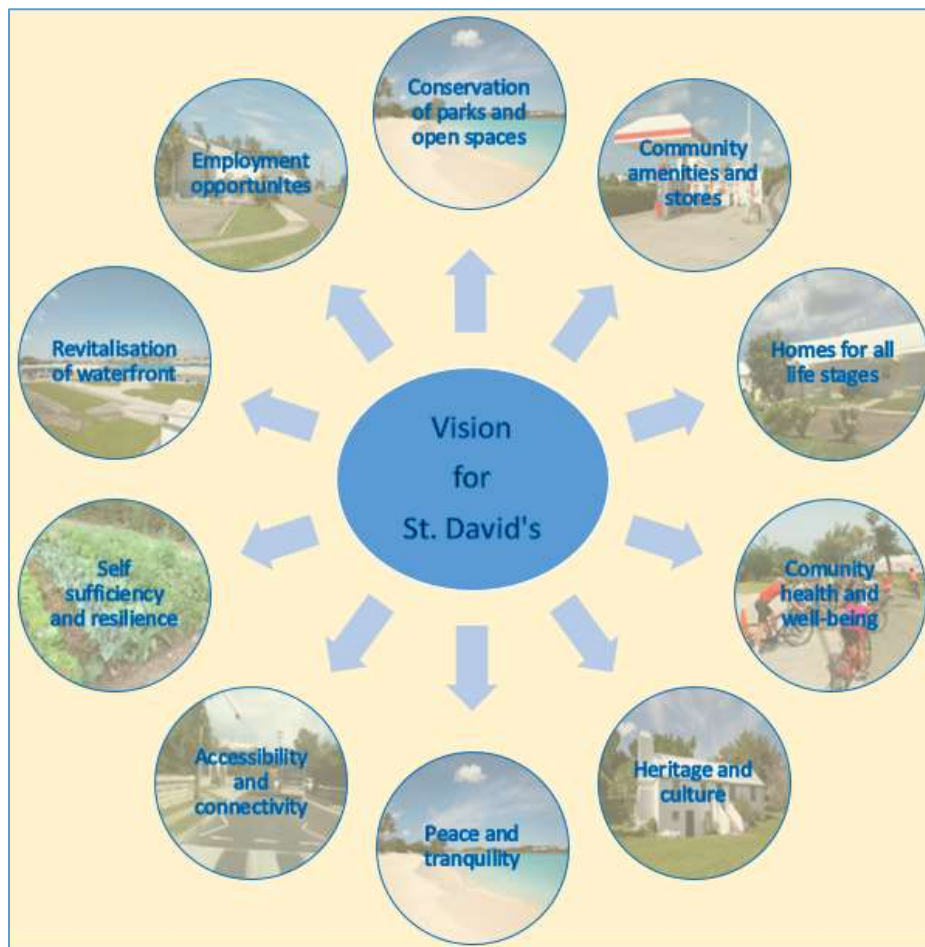 Vision
for
St. David's
Conservation
of parks and
open spaces
Community
amenities and
stores
Homes for all
life stages
Comunity
health and
well-being
Heritage and
culture
Peace and
tranquility
Accessibility
and
connectivity
Self
sufficiency
and resilience
Revitalisation
of waterfront
Employment
opportunites